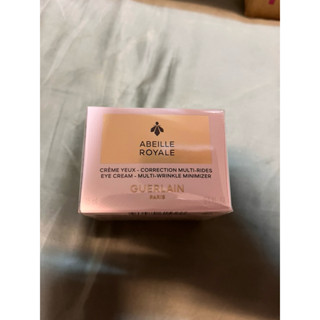 ABEILLE
ROYALE
CRÈME YEUX - CORRECTION MULTI-RIDES
EYE CREAM - MULTI-WRINKLE MINIMIZER
GUERLAIN
PARIS